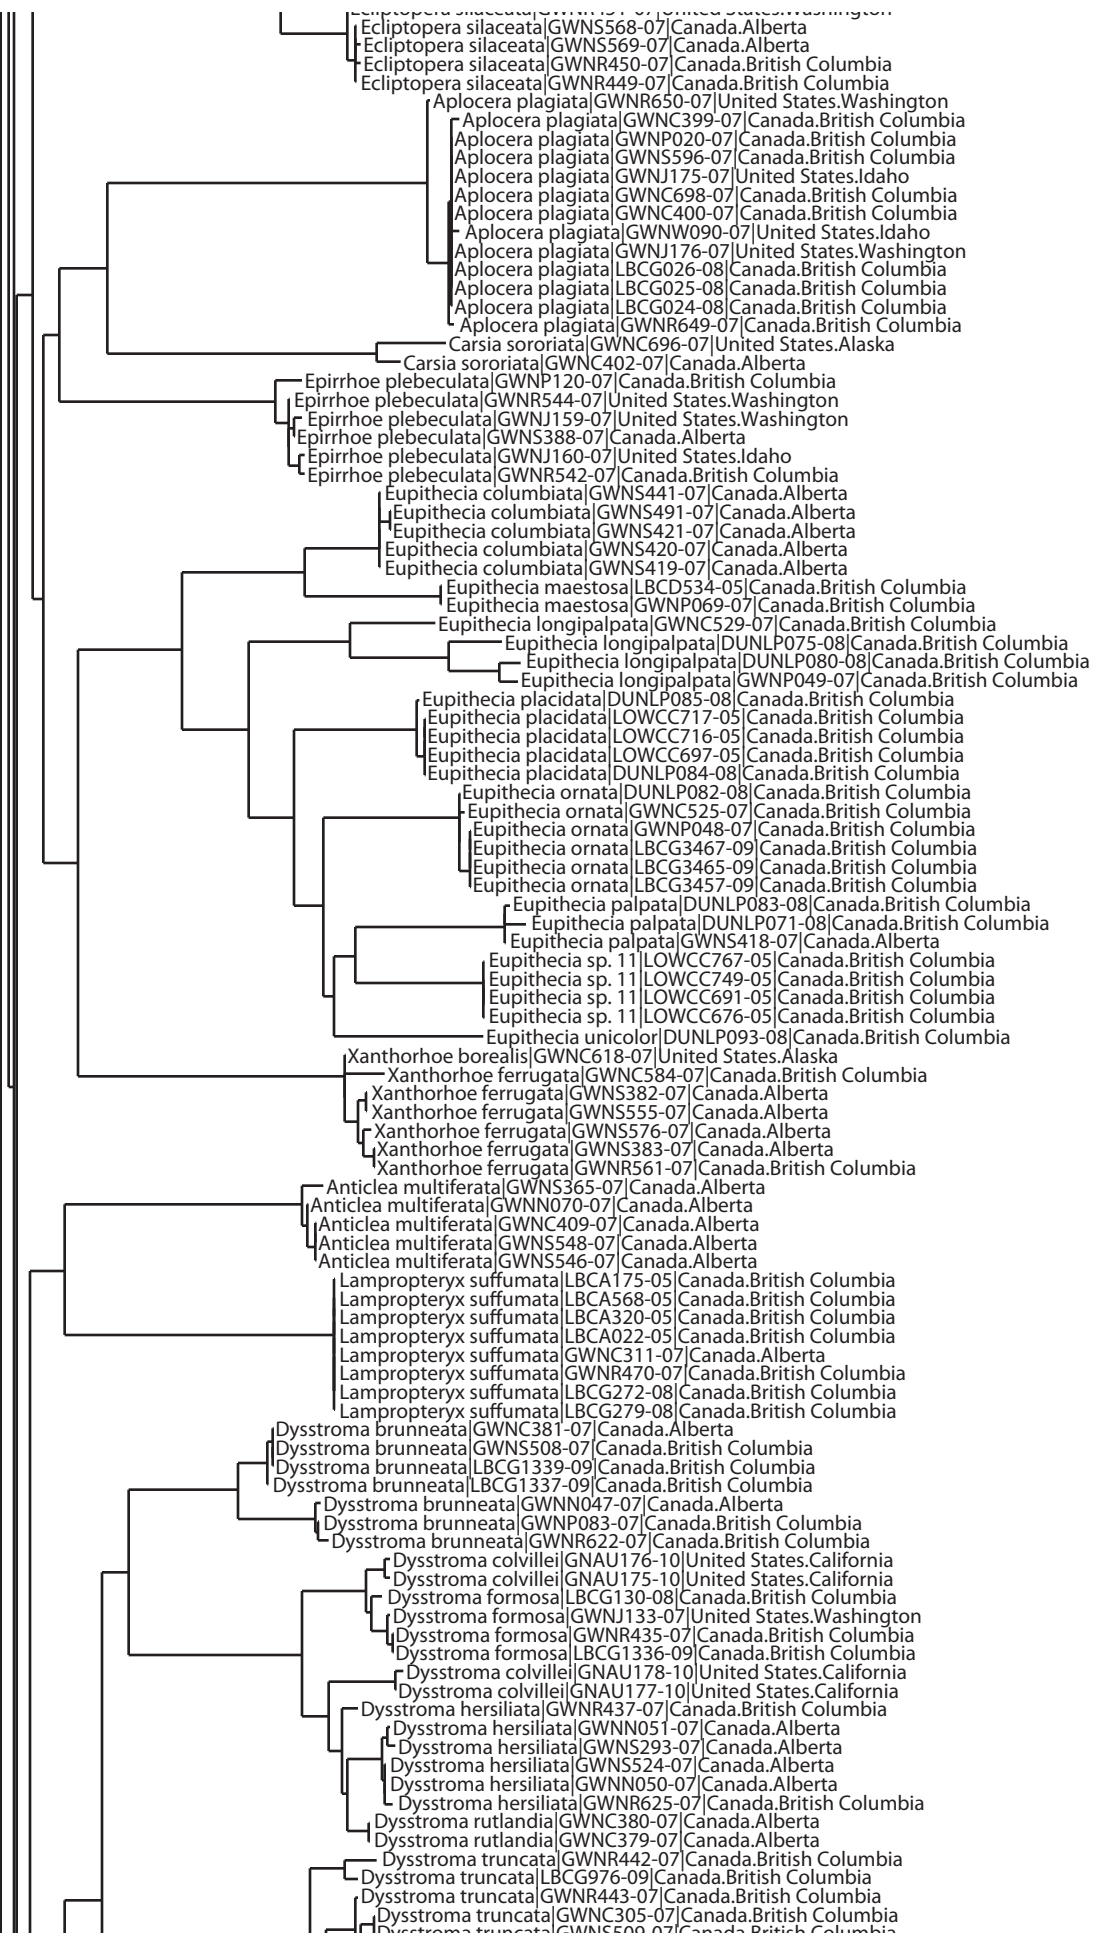 Ecliptopera silaceata|GWNR451-07|United States.Washington
Ecliptopera silaceata|GWNS568-07|Canada.Alberta
Ecliptopera silaceata|GWNS569-07|Canada.Alberta
Ecliptopera silaceata|GWNR450-07|Canada.British Columbia
Ecliptopera silaceata|GWNR449-07|Canada.British Columbia
Aplocera plagiata|GWNR650-07|United States.Washington
Aplocera plagiata|GWNC399-07|Canada.British Columbia
Aplocera plagiata|GWNP020-07|Canada.British Columbia
Aplocera plagiata|GWNS596-07|Canada.British Columbia
Aplocera plagiata|GWNJ175-07|United States.Idaho
Aplocera plagiata|GWNC698-07|Canada.British Columbia
Aplocera plagiata|GWNC400-07|Canada.British Columbia
Aplocera plagiata|GWNW090-07|United States.Idaho
Aplocera plagiata|GWNJ176-07|United States.Washington
Aplocera plagiata|LBCG026-08|Canada.British Columbia
Aplocera plagiata|LBCG025-08|Canada.British Columbia
Aplocera plagiata|LBCG024-08|Canada.British Columbia
Aplocera plagiata|GWNR649-07|Canada.British Columbia
Carsia sororiata|GWNC696-07|United States.Alaska
Carsia sororiata|GWNC402-07|Canada.Alberta
Epirrhoe plebeculata|GWNP120-07|Canada.British Columbia
Epirrhoe plebeculata|GWNR544-07|United States.Washington
Epirrhoe plebeculata|GWNJ159-07|United States.Washington
Epirrhoe plebeculata|GWNS388-07|Canada.Alberta
Epirrhoe plebeculata|GWNJ160-07|United States.Idaho
Epirrhoe plebeculata|GWNR542-07|Canada.British Columbia
Eupithecia columbiata|GWNS441-07|Canada.Alberta
Eupithecia columbiata|GWNS491-07|Canada.Alberta
Eupithecia columbiata|GWNS421-07|Canada.Alberta
Eupithecia columbiata|GWNS420-07|Canada.Alberta
Eupithecia columbiata|GWNS419-07|Canada.Alberta
Eupithecia maestosa|LBCD534-05|Canada.British Columbia
Eupithecia maestosa|GWNP069-07|Canada.British Columbia
Eupithecia longipalpata|GWNC529-07|Canada.British Columbia
Eupithecia longipalpata|DUNLP075-08|Canada.British Columbia
Eupithecia longipalpata|DUNLP080-08|Canada.British Columbia
Eupithecia longipalpata|GWNP049-07|Canada.British Columbia
Eupithecia placidata|DUNLP085-08|Canada.British Columbia
Eupithecia placidata|LOWCC717-05|Canada.British Columbia
Eupithecia placidata|LOWCC716-05|Canada.British Columbia
Eupithecia placidata|LOWCC697-05|Canada.British Columbia
Eupithecia placidata|DUNLP084-08|Canada.British Columbia
Eupithecia ornata|DUNLP082-08|Canada.British Columbia
Eupithecia ornata|GWNC525-07|Canada.British Columbia
Eupithecia ornata|GWNP048-07|Canada.British Columbia
Eupithecia ornata|LBCG3467-09|Canada.British Columbia
Eupithecia ornata|LBCG3465-09|Canada.British Columbia
Eupithecia ornata|LBCG3457-09|Canada.British Columbia
Eupithecia palpata|DUNLP083-08|Canada.British Columbia
Eupithecia palpata|DUNLP071-08|Canada.British Columbia
Eupithecia palpata|GWNS418-07|Canada.Alberta
Eupithecia sp. 11|LOWCC767-05|Canada.British Columbia
Eupithecia sp. 11|LOWCC749-05|Canada.British Columbia
Eupithecia sp. 11|LOWCC691-05|Canada.British Columbia
Eupithecia sp. 11|LOWCC676-05|Canada.British Columbia
Eupithecia unicolor|DUNLP093-08|Canada.British Columbia
Xanthorhoe borealis|GWNC618-07|United States.Alaska
Xanthorhoe ferrugata|GWNC584-07|Canada.British Columbia
Xanthorhoe ferrugata|GWNS382-07|Canada.Alberta
Xanthorhoe ferrugata|GWNS555-07|Canada.Alberta
Xanthorhoe ferrugata|GWNS576-07|Canada.Alberta
Xanthorhoe ferrugata|GWNS383-07|Canada.Alberta
Xanthorhoe ferrugata|GWNR561-07|Canada.British Columbia
Anticlea multiferata|GWNS365-07|Canada.Alberta
Anticlea multiferata|GWNN070-07|Canada.Alberta
Anticlea multiferata|GWNC409-07|Canada.Alberta
Anticlea multiferata|GWNS548-07|Canada.Alberta
Anticlea multiferata|GWNS546-07|Canada.Alberta
Lampropteryx suffumata|LBCA175-05|Canada.British Columbia
Lampropteryx suffumata|LBCA568-05|Canada.British Columbia
Lampropteryx suffumata|LBCA320-05|Canada.British Columbia
Lampropteryx suffumata|LBCA022-05|Canada.British Columbia
Lampropteryx suffumata|GWNC311-07|Canada.Alberta
Lampropteryx suffumata|GWNR470-07|Canada.British Columbia
Lampropteryx suffumata|LBCG272-08|Canada.British Columbia
Lampropteryx suffumata|LBCG279-08|Canada.British Columbia
Dysstroma brunneata|GWNC381-07|Canada.Alberta
Dysstroma brunneata|GWNS508-07|Canada.British Columbia
Dysstroma brunneata|LBCG1339-09|Canada.British Columbia
Dysstroma brunneata|LBCG1337-09|Canada.British Columbia
Dysstroma brunneata|GWNN047-07|Canada.Alberta
Dysstroma brunneata|GWNP083-07|Canada.British Columbia
Dysstroma brunneata|GWNR622-07|Canada.British Columbia
Dysstroma colvillei|GNAU176-10|United States.California
Dysstroma colvillei|GNAU175-10|United States.California
Dysstroma formosa|LBCG130-08|Canada.British Columbia
Dysstroma formosa|GWNJ133-07|United States.Washington
Dysstroma formosa|GWNR435-07|Canada.British Columbia
Dysstroma formosa|LBCG1336-09|Canada.British Columbia
Dysstroma colvillei|GNAU178-10|United States.California
Dysstroma colvillei|GNAU177-10|United States.California
Dysstroma hersiliata|GWNR437-07|Canada.British Columbia
Dysstroma hersiliata|GWNN051-07|Canada.Alberta
Dysstroma hersiliata|GWNS293-07|Canada.Alberta
Dysstroma hersiliata|GWNS524-07|Canada.Alberta
Dysstroma hersiliata|GWNN050-07|Canada.Alberta
Dysstroma hersiliata|GWNR625-07|Canada.British Columbia
Dysstroma rutlandia|GWNC380-07|Canada.Alberta
Dysstroma rutlandia|GWNC379-07|Canada.Alberta
Dysstroma truncata|GWNR442-07|Canada.British Columbia
Dysstroma truncata|LBCG976-09|Canada.British Columbia
Dysstroma truncata|GWNR443-07|Canada.British Columbia
Dysstroma truncata|GWNC305-07|Canada.British Columbia
Dysstroma truncata|GWNS509-07|Canada.British Columbia